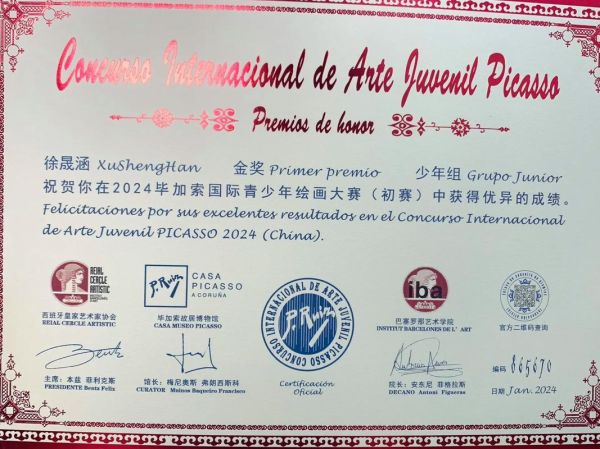 Concurso Internacional de Arte Juvenil Picasso
Premios de honor
徐晟涵 XuShengHan 金奖 Primer premio 少年组 Grupo Junior
祝贺你在2024毕加索国际青少年绘画大赛（初赛）中获得优异的成绩。
Felicitaciones por sus excelentes resultados en el Concurso Internacional
de Arte Juvenil PICASSO 2024 (China).
REIAL
CERCLE
ARTISTIC
P. Ruiz
CASA
PICASSO
A CORUÑA
CONCURSO INTERNACIONAL DE ARTE JUVENIL PICASSO
P. Ruiz
iba
西班牙皇家艺术家协会
REIAL CERCLE ARTISTIC
毕加索故居博物馆
CASA MUSEO PICASSO
巴塞罗那艺术学院
INSTITUT BARCELONES DE L' ART
官方二维码查询
Certificación
Oficial
主席：本兹 菲利克斯
PRESIDENTE Bentz Felix
馆长：梅尼奥斯 弗朗西斯科
CURATOR Muinos Baqueiro Francisco
院长：安东尼 菲格拉斯
DECANO Antoni Figueras
编码 665670
日期 Jan. 2024